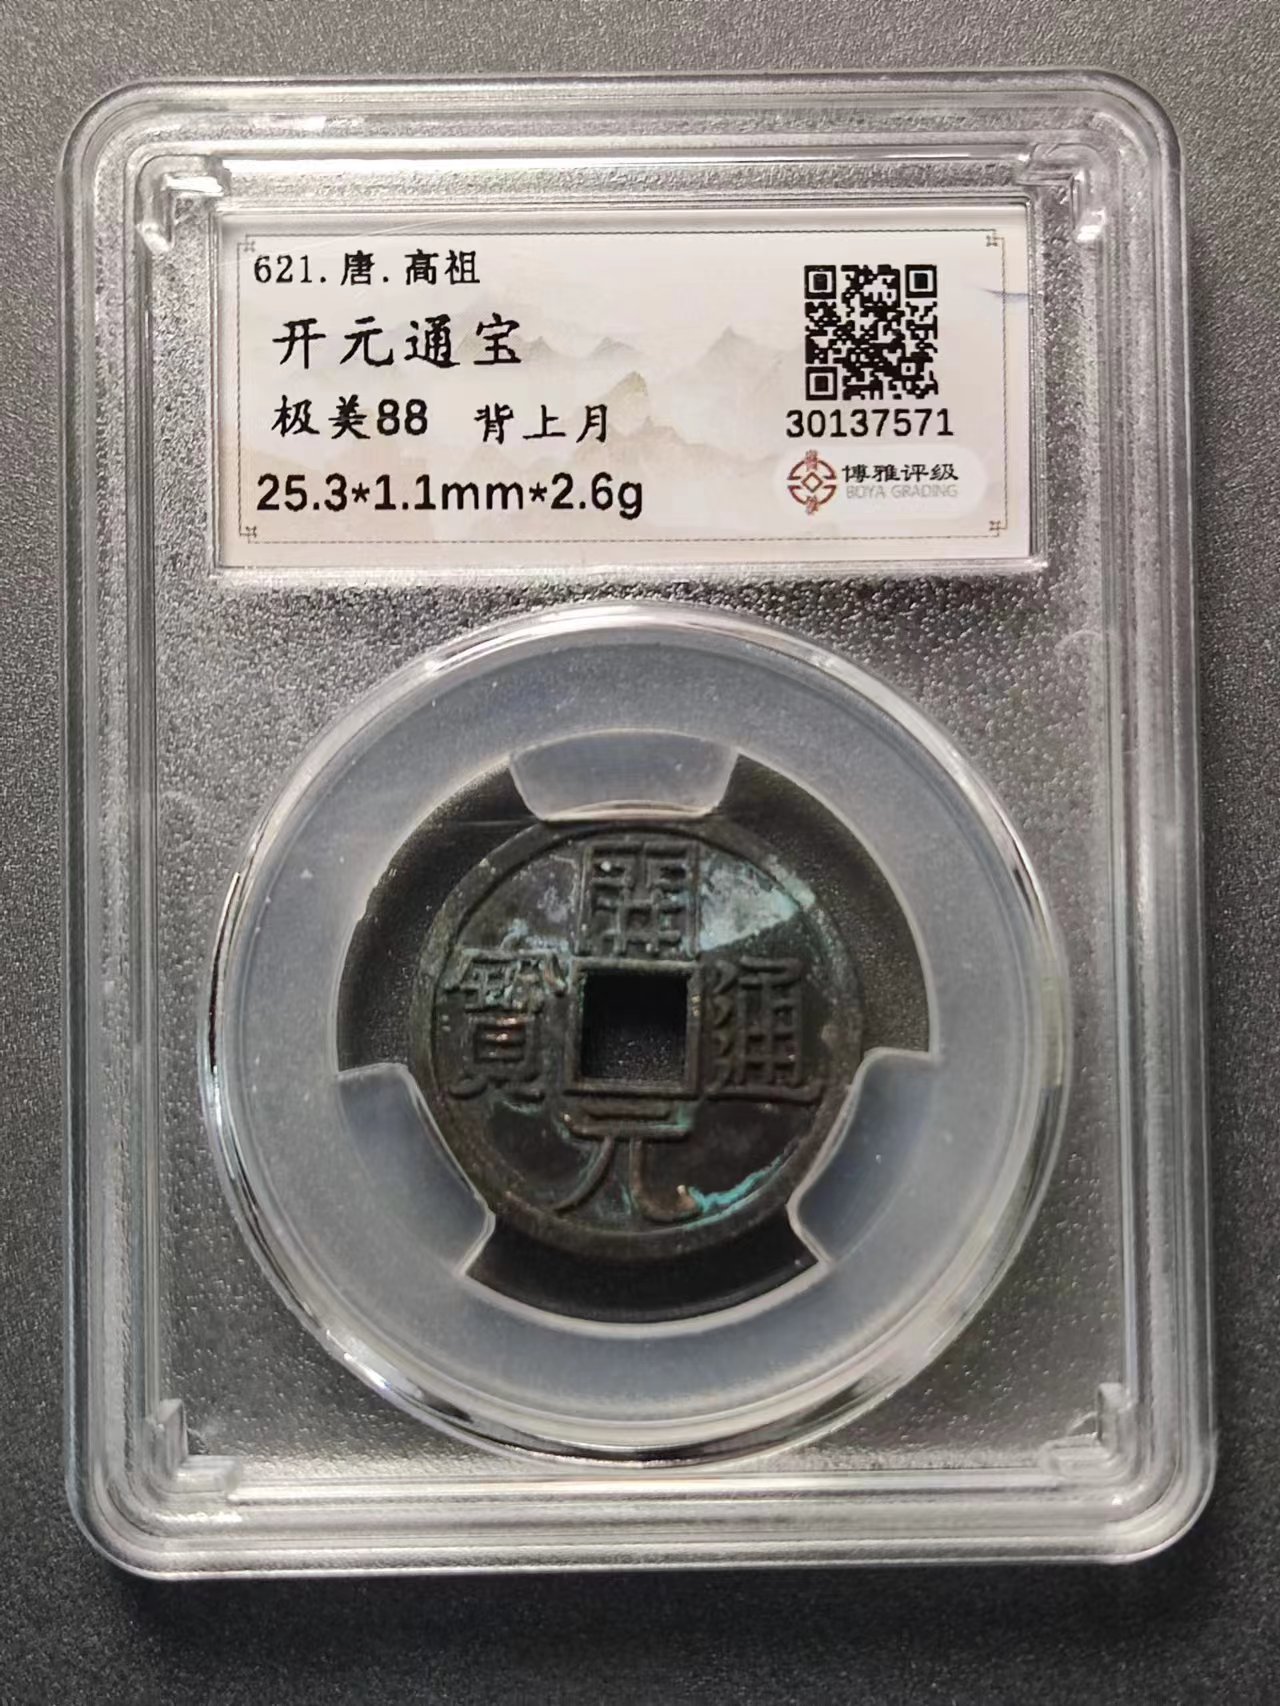 621.唐.高祖
开元通宝
极美88 背上月
25.3*1.1mm*2.6g
30137571
博雅评级
BOYA GRADING
開
寶 通
元